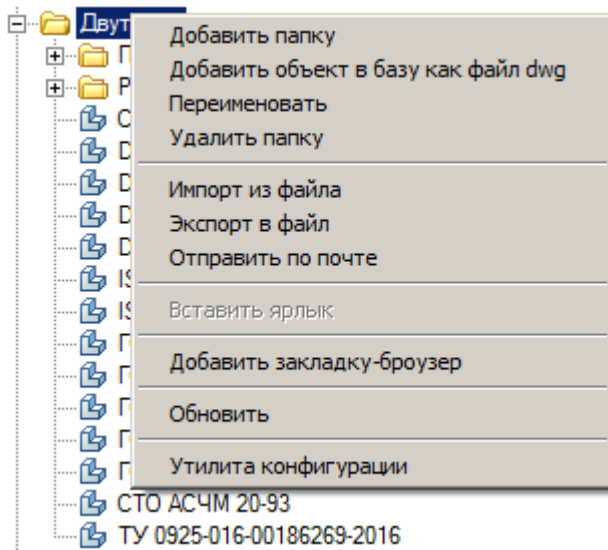 Добавить папку
Добавить объект в базу как файл dwg
Переименовать
Удалить папку
Импорт из файла
Экспорт в файл
Отправить по почте
Вставить ярлык
Добавить закладку-броузер
Обновить
Утилита конфигурации
СТО АСЧМ 20-93
ТУ 0925-016-00186269-2016